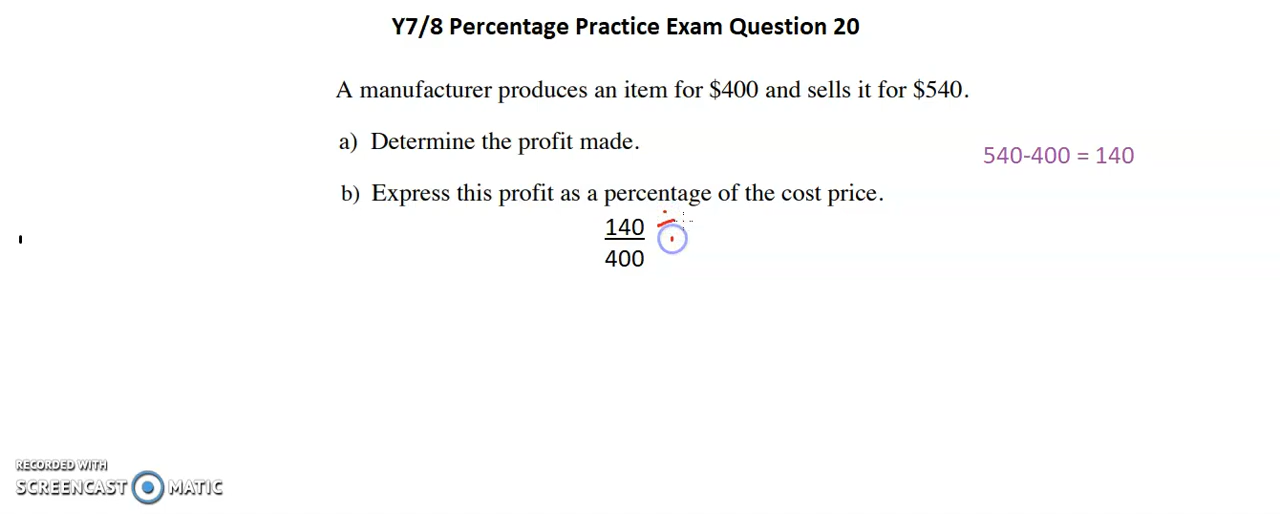 Y7/8 Percentage Practice Exam Question 20
A manufacturer produces an item for $400 and sells it for $540.
a) Determine the profit made.
540-400 = 140
b) Express this profit as a percentage of the cost price.
140
400
RECORDED WITH
SCREENCAST MATIC